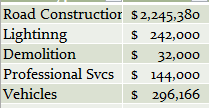 Road Construction $2,245,380
Lightinng $ 242,000
Demolition $ 32,000
Professional Svcs $ 144,000
Vehicles $ 296,166